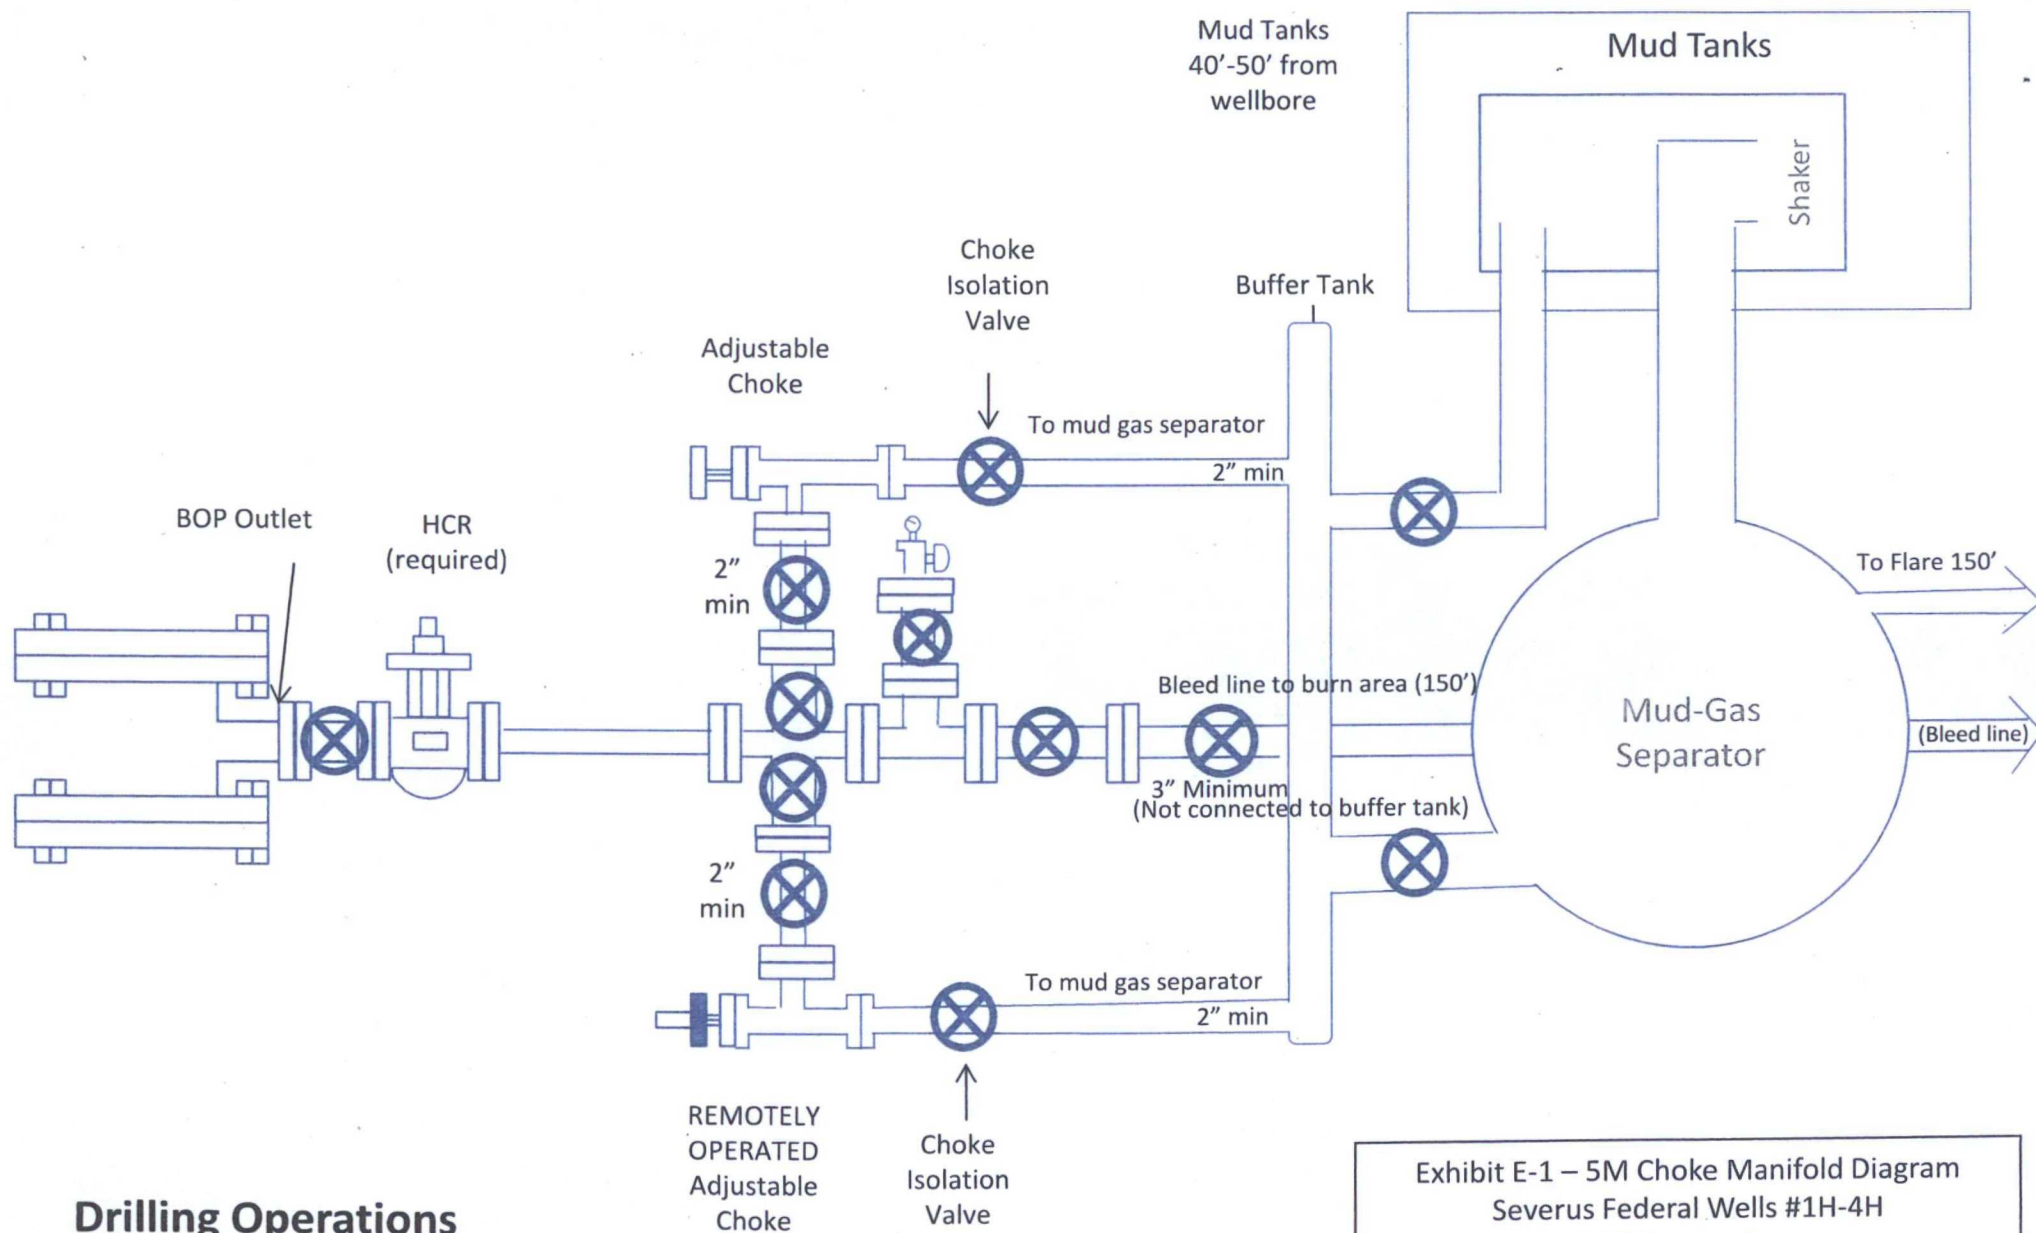 Mud Tanks
40’-50’ from
wellbore
Mud Tanks
Shaker
Choke
Isolation
Valve
Buffer Tank
Adjustable
Choke
To mud gas separator
2” min
BOP Outlet
HCR
(required)
2”
min
To Flare 150’
Bleed line to burn area (150’)
Mud-Gas
Separator
(Bleed line)
3” Minimum
(Not connected to buffer tank)
2”
min
To mud gas separator
2” min
REMOTELY
OPERATED
Adjustable
Choke
Choke
Isolation
Valve
Exhibit E-1 – 5M Choke Manifold Diagram
Severus Federal Wells #1H-4H
Drilling Operations